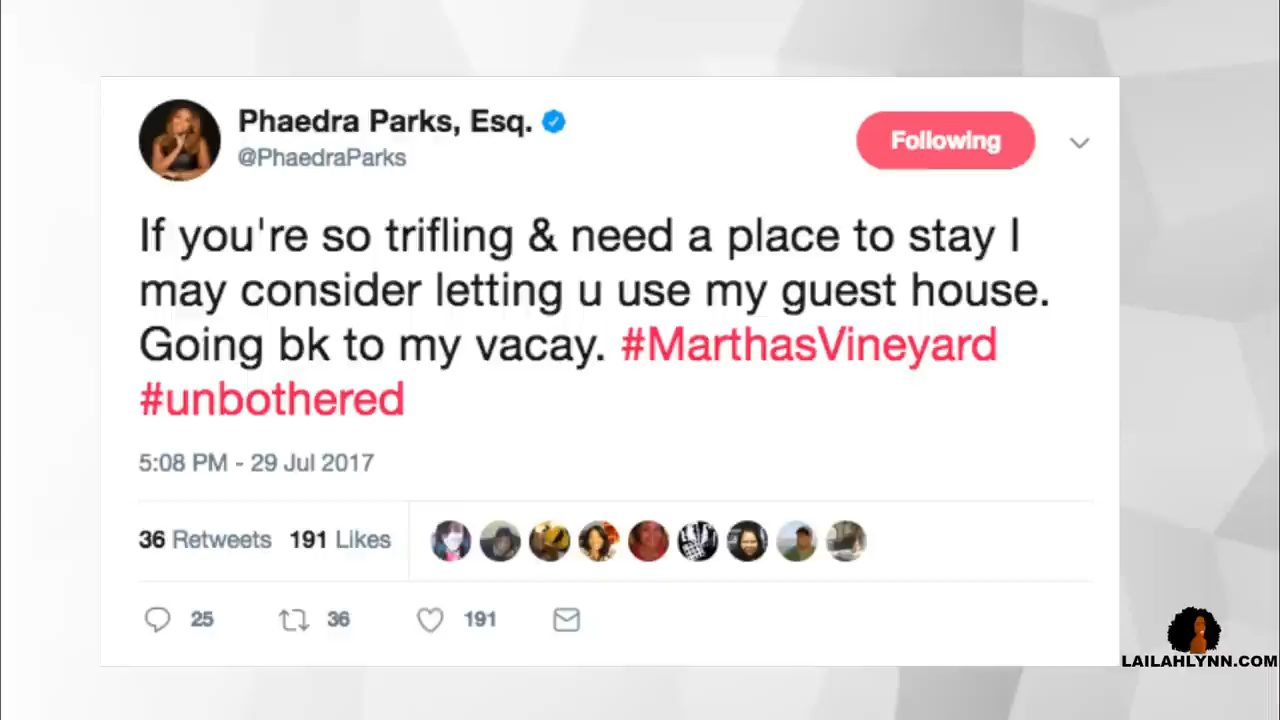 Phaedra Parks, Esq.
@PhaedraParks
Following
If you're so trifling & need a place to stay I
may consider letting u use my guest house.
Going bk to my vacay. #MarthasVineyard
#unbothered
5:08 PM - 29 Jul 2017
36 Retweets 191 Likes
25 36 191
LAILAHLYNN.COM